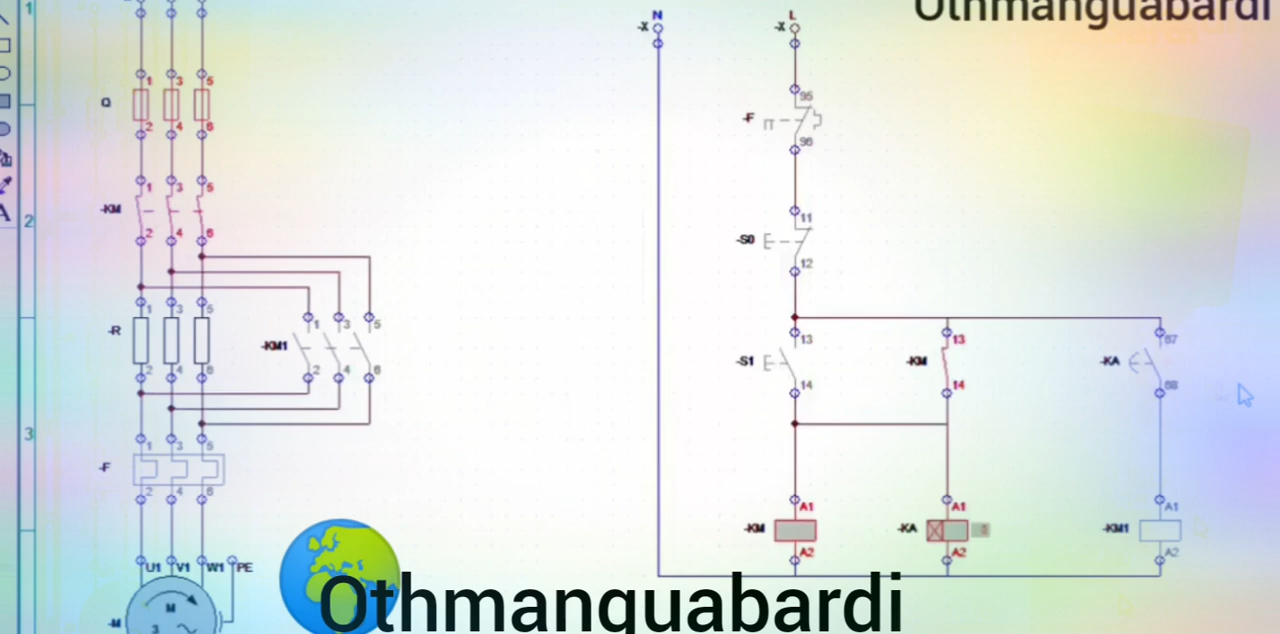 Othmanguabardi
1
N
L
-X
-X
1 3 5
95
Q
-F
2 4 6
96
1 3 5
11
-KM
2
-S0
2 4 6
12
1 3 5
13
13
67
-R
-KM1
1 3 5
-S1
-KM
-KA
2 4 6
2 4 6
14
14
68
3
1 3 5
-F
2 4 6
A1
A1
A1
-KM
-KA
-KM1
A2
A2
A2
U1 V1 W1 PE
M
3
-M
A
Othmanguabardi